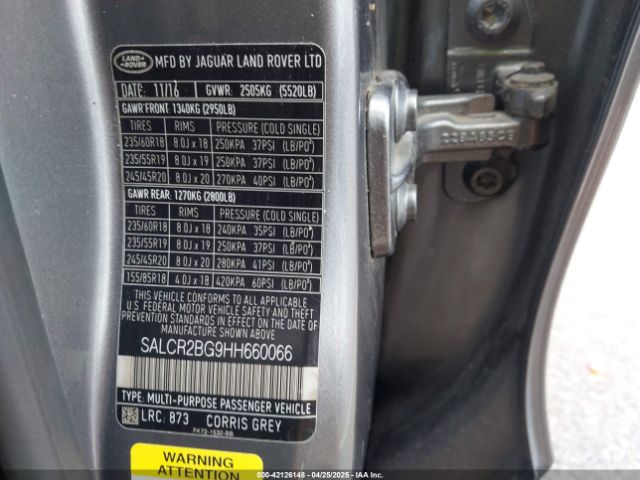 LAND ROVER
MFD BY JAGUAR LAND ROVER LTD
DATE: 11/16 GVWR: 2505KG (5520LB)
GAWR FRONT: 1340KG (2950LB)
TIRES RIMS PRESSURE (COLD SINGLE)
235/60R18 8.0J x 18 250KPA 37PSI (LB/PO²)
235/55R19 8.0J x 19 250KPA 37PSI (LB/PO²)
245/45R20 8.0J x 20 270KPA 40PSI (LB/PO²)
GAWR REAR: 1270KG (2800LB)
TIRES RIMS PRESSURE (COLD SINGLE)
235/60R18 8.0J x 18 240KPA 35PSI (LB/PO²)
235/55R19 8.0J x 19 250KPA 37PSI (LB/PO²)
245/45R20 8.0J x 20 280KPA 41PSI (LB/PO²)
155/85R18 4.0J x 18 420KPA 60PSI (LB/PO²)
THIS VEHICLE CONFORMS TO ALL APPLICABLE
U.S. FEDERAL MOTOR VEHICLE SAFETY AND THEFT
PREVENTION STANDARDS IN EFFECT ON THE DATE OF
MANUFACTURE SHOWN ABOVE.
SALCR2BG9HH660066
TYPE: MULTI-PURPOSE PASSENGER VEHICLE
LRC: 873 CORRIS GREY
WARNING
ATTENTION
000-42126148 - 04/25/2025 - IAAI.COM